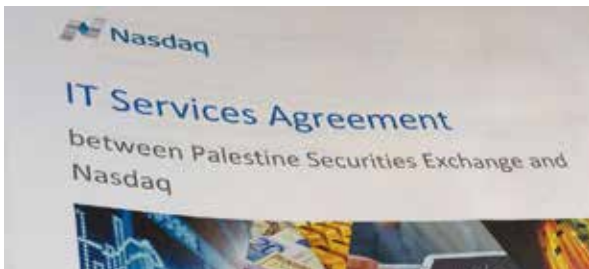 Nasdaq
IT Services Agreement
between Palestine Securities Exchange and
Nasdaq